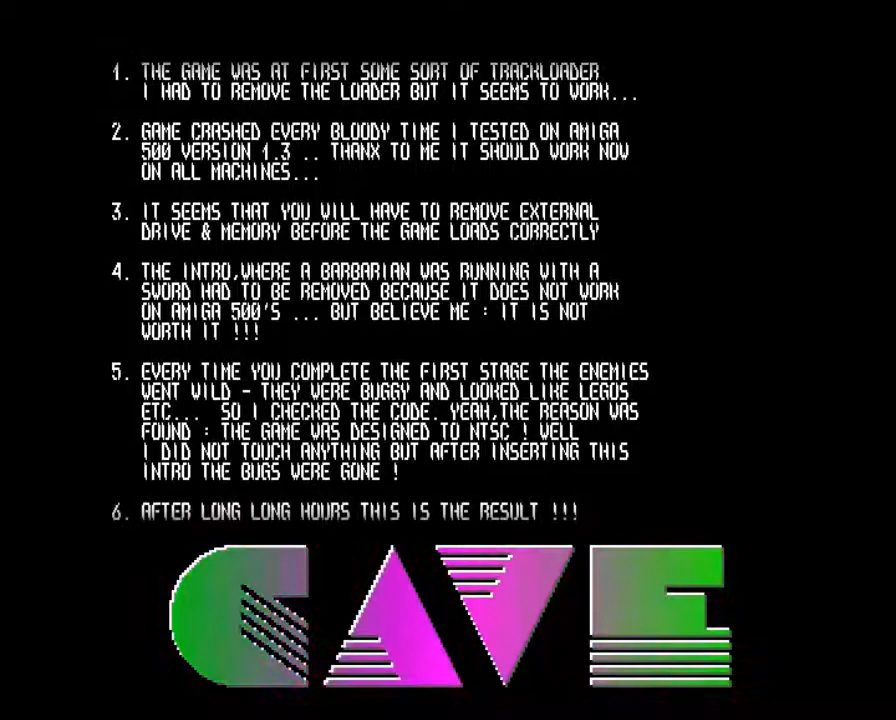 1. THE GAME WAS AT FIRST SOME SORT OF TRACKLOADER
I HAD TO REMOVE THE LOADER BUT IT SEEMS TO WORK...
2. GAME CRASHED EVERY BLOODY TIME I TESTED ON AMIGA
500 VERSION 1.3 .. THANX TO ME IT SHOULD WORK NOW
ON ALL MACHINES...
3. IT SEEMS THAT YOU WILL HAVE TO REMOVE EXTERNAL
DRIVE & MEMORY BEFORE THE GAME LOADS CORRECTLY
4. THE INTRO,WHERE A BARBARIAN WAS RUNNING WITH A
SWORD HAD TO BE REMOVED BECAUSE IT DOES NOT WORK
ON AMIGA 500'S ... BUT BELIEVE ME : IT IS NOT
WORTH IT !!!
5. EVERY TIME YOU COMPLETE THE FIRST STAGE THE ENEMIES
WENT WILD - THEY WERE BUGGY AND LOOKED LIKE LEGOS
ETC... SO I CHECKED THE CODE. YEAH,THE REASON WAS
FOUND : THE GAME WAS DESIGNED TO NTSC ! WELL
I DID NOT TOUCH ANYTHING BUT AFTER INSERTING THIS
INTRO THE BUGS WERE GONE !
6. AFTER LONG LONG HOURS THIS IS THE RESULT !!!
CAVE